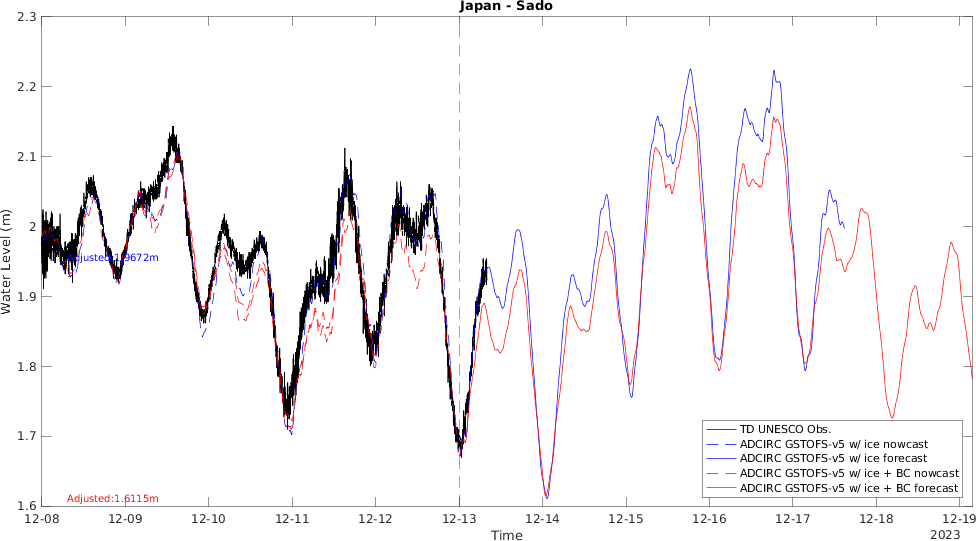 Japan - Sado
2.3
2.2
2.1
2
1.9
1.8
1.7
1.6
Water Level (m)
Adjusted:1.9672m
Adjusted:1.6115m
TD UNESCO Obs.
ADCIRC GSTOFS-v5 w/ ice nowcast
ADCIRC GSTOFS-v5 w/ ice forecast
ADCIRC GSTOFS-v5 w/ ice + BC nowcast
ADCIRC GSTOFS-v5 w/ ice + BC forecast
12-08 12-09 12-10 12-11 12-12 12-13 12-14 12-15 12-16 12-17 12-18 12-19
Time
2023